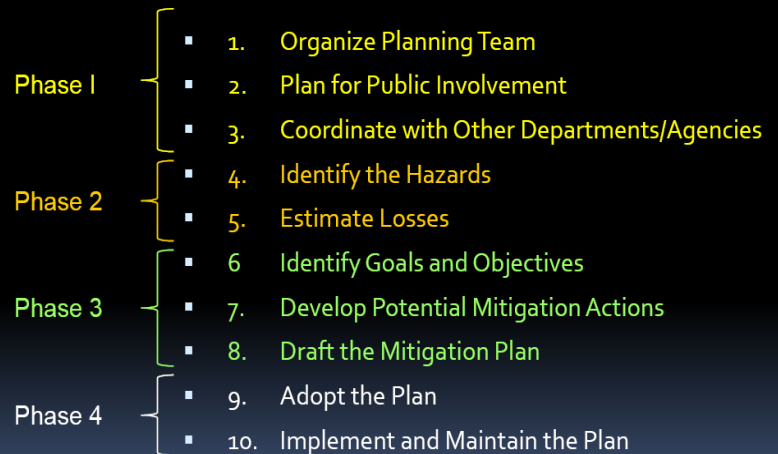 Phase I
1. Organize Planning Team
2. Plan for Public Involvement
3. Coordinate with Other Departments/Agencies
Phase 2
4. Identify the Hazards
5. Estimate Losses
Phase 3
6 Identify Goals and Objectives
7. Develop Potential Mitigation Actions
8. Draft the Mitigation Plan
Phase 4
9. Adopt the Plan
10. Implement and Maintain the Plan